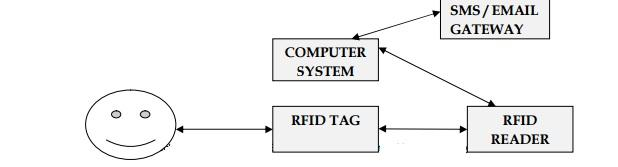 SMS / EMAIL
GATEWAY
COMPUTER
SYSTEM
RFID TAG
RFID
READER